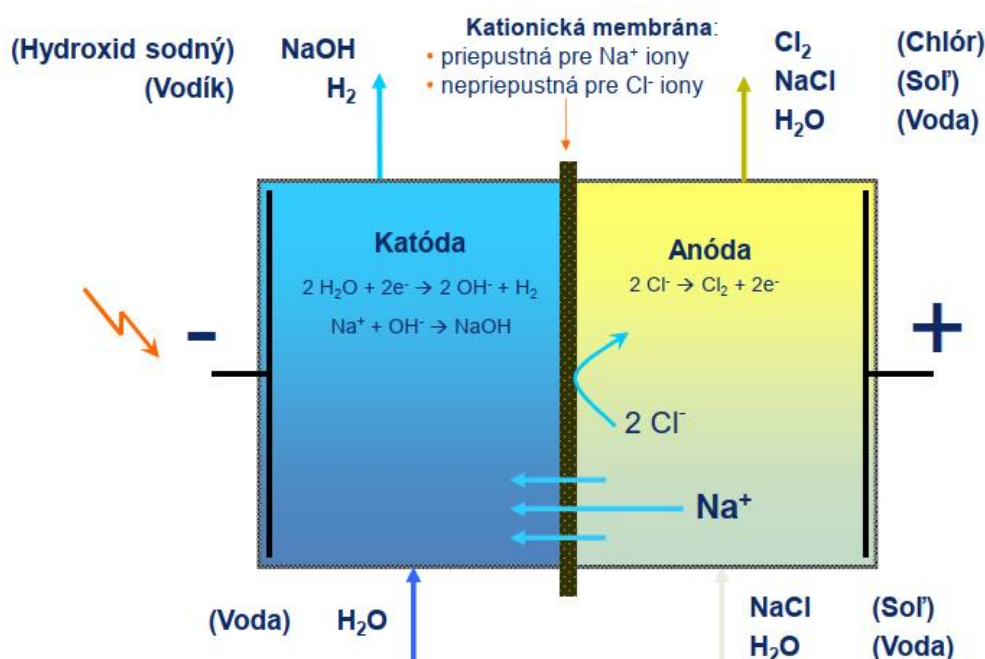 (Hydroxid sodný) NaOH
(Vodík) H₂
Kationická membrána:
• priepustná pre Na⁺ iony
• nepriepustná pre Cl⁻ iony
Cl₂ (Chlór)
NaCl (Soľ)
H₂O (Voda)
Katóda
2 H₂O + 2e⁻ → 2 OH⁻ + H₂
Na⁺ + OH⁻ → NaOH
Anóda
2 Cl⁻ → Cl₂ + 2e⁻
-
+
2 Cl⁻
Na⁺
(Voda) H₂O
NaCl (Soľ)
H₂O (Voda)